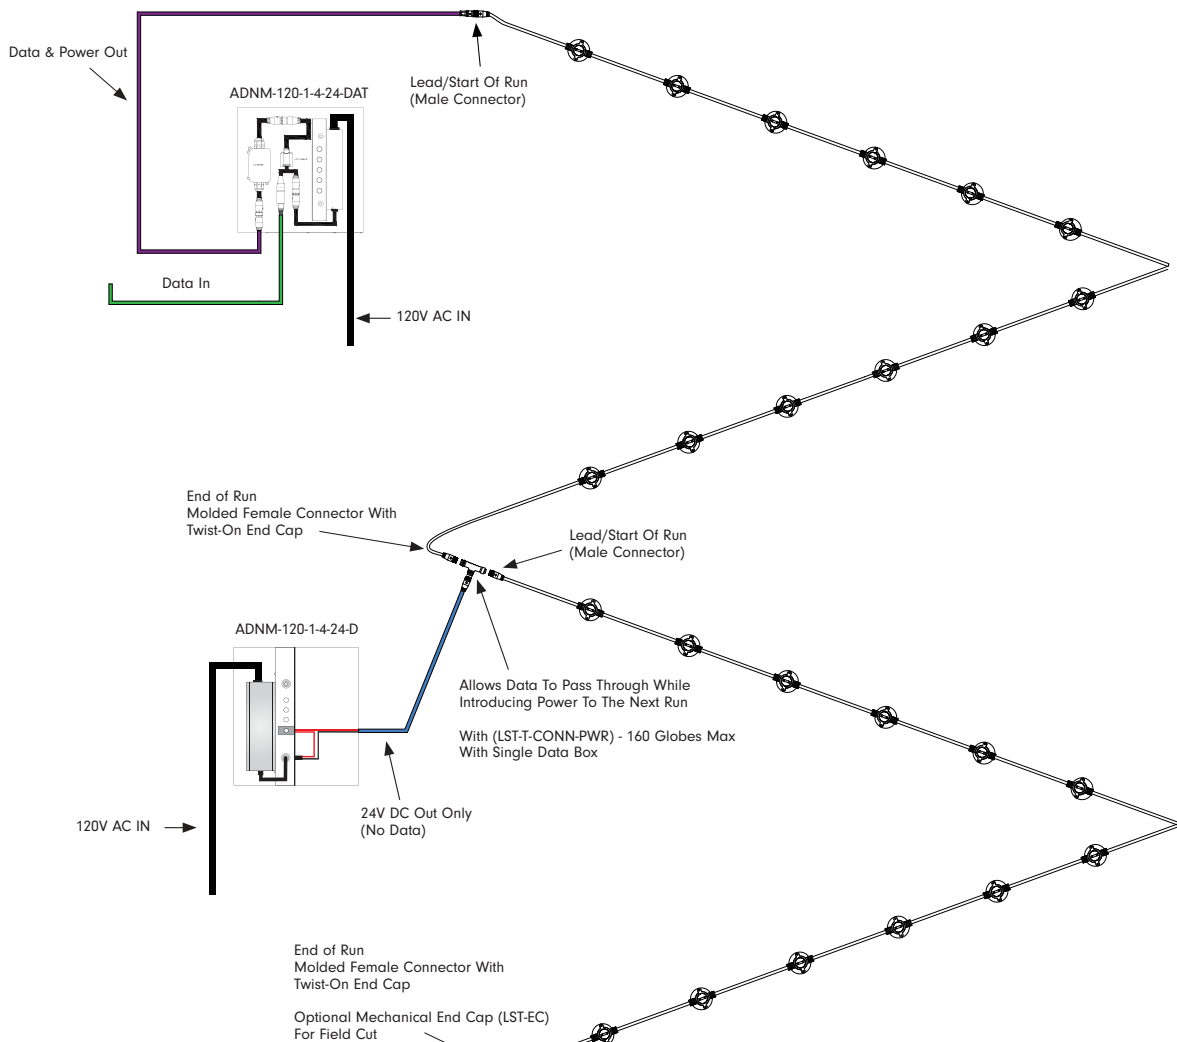 Data & Power Out
Lead/Start Of Run
(Male Connector)
ADNM-120-1-4-24-DAT
Data In
120V AC IN
End of Run
Molded Female Connector With
Twist-On End Cap
Lead/Start Of Run
(Male Connector)
ADNM-120-1-4-24-D
Allows Data To Pass Through While
Introducing Power To The Next Run
With (LST-T-CONN-PWR) - 160 Globes Max
With Single Data Box
24V DC Out Only
(No Data)
120V AC IN
End of Run
Molded Female Connector With
Twist-On End Cap
Optional Mechanical End Cap (LST-EC)
For Field Cut